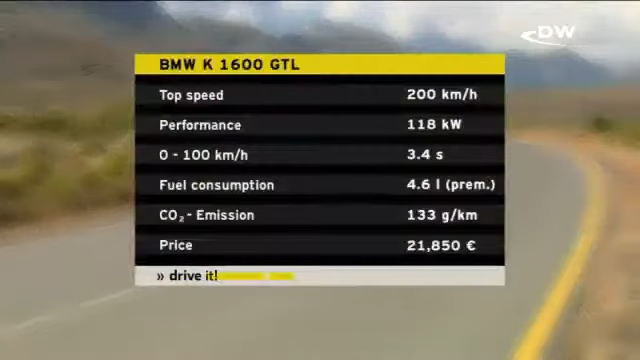 DW
BMW K 1600 GTL
Top speed 200 km/h
Performance 118 kW
0 - 100 km/h 3.4 s
Fuel consumption 4.6 l (prem.)
CO₂ - Emission 133 g/km
Price 21,850 €
» drive it!